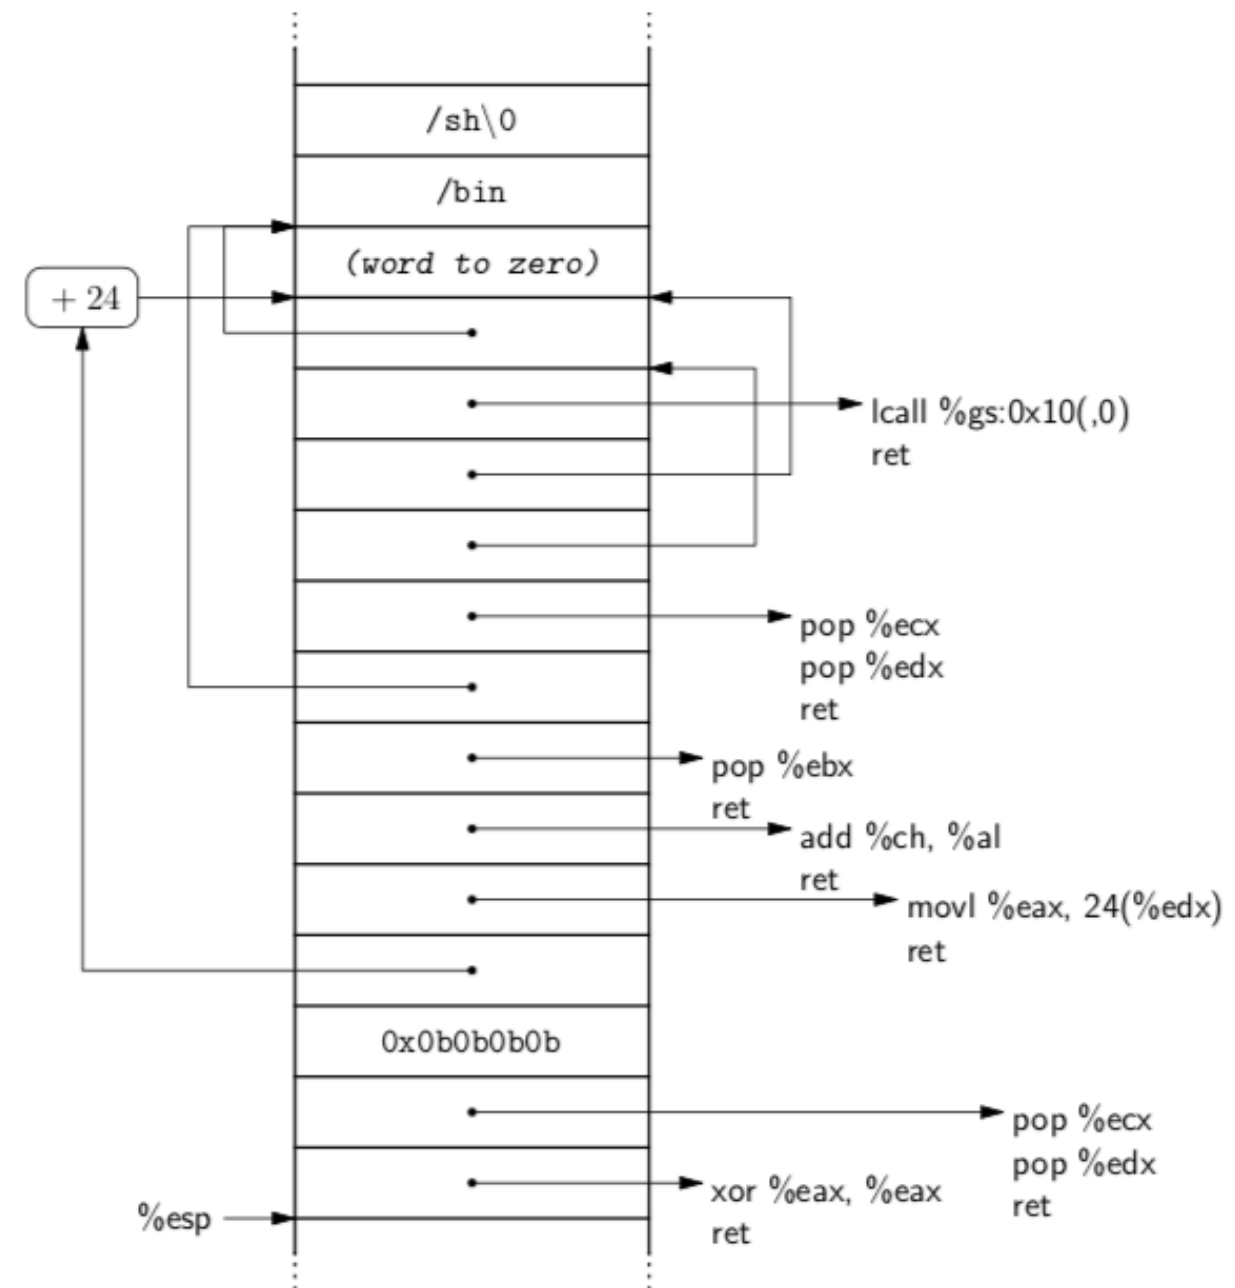 /sh\0
/bin
(word to zero)
+ 24
lcall %gs:0x10(,0)
ret
pop %ecx
pop %edx
ret
pop %ebx
ret
add %ch, %al
ret
movl %eax, 24(%edx)
ret
0x0b0b0b0b
pop %ecx
pop %edx
ret
xor %eax, %eax
ret
%esp